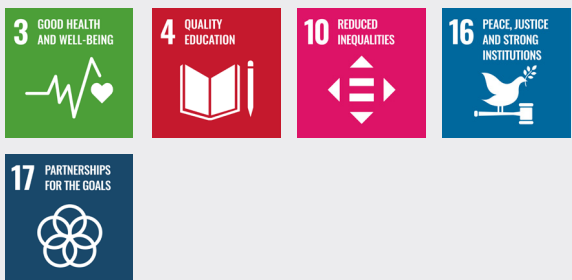 3 GOOD HEALTH
AND WELL-BEING
4 QUALITY
EDUCATION
10 REDUCED
INEQUALITIES
16 PEACE, JUSTICE
AND STRONG
INSTITUTIONS
17 PARTNERSHIPS
FOR THE GOALS